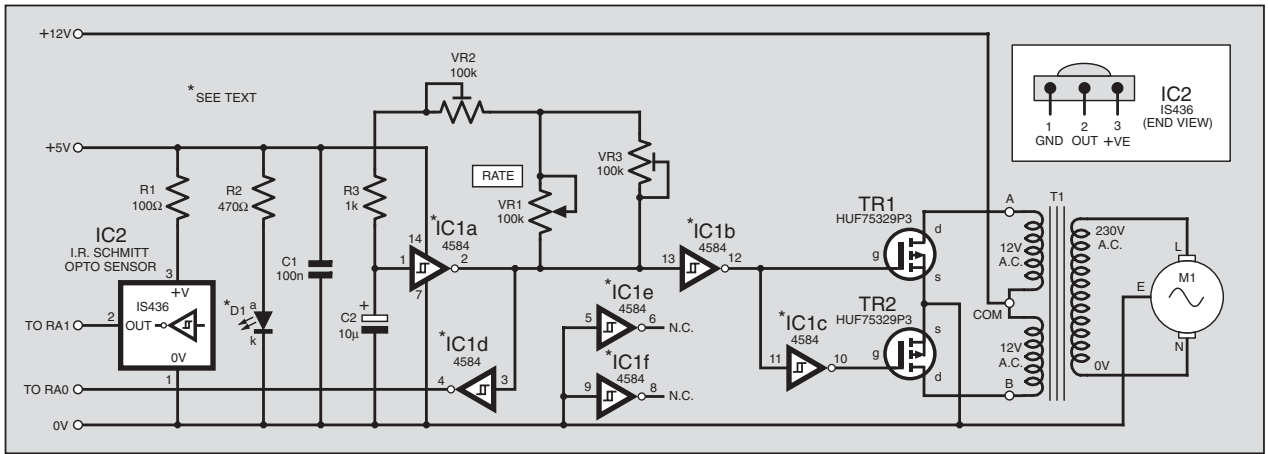 +12V
*SEE TEXT
VR2
100k
+5V
R1
100Ω
R2
470Ω
C1
100n
R3
1k
RATE
VR1
100k
VR3
100k
IC2
I.R. SCHMITT
OPTO SENSOR
3
+V
IS436
OUT
0V
2
1
TO RA1
TO RA0
0V
*D1
a
k
+
C2
10µ
*IC1a
4584
14
1
2
7
*IC1d
4584
4
3
*IC1b
4584
13
12
*IC1e
4584
5
6
N.C.
*IC1f
4584
9
8
N.C.
*IC1c
4584
11
10
TR1
HUF75329P3
g
d
s
TR2
HUF75329P3
g
s
d
A
COM
B
T1
12V
A.C.
12V
A.C.
230V
A.C.
0V
L
E
M1
N
IC2
IS436
(END VIEW)
1
GND
2
OUT
3
+VE